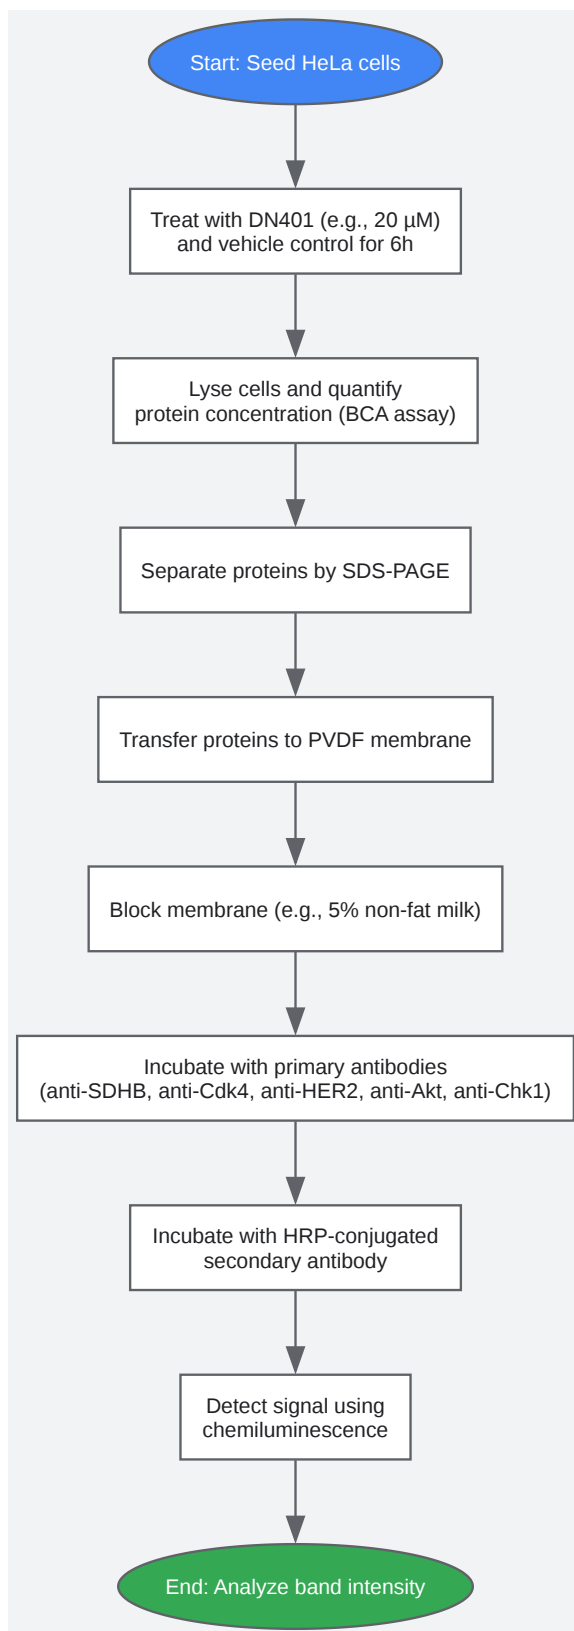 Start: Seed HeLa cells
Treat with DN401 (e.g., 20 µM)
and vehicle control for 6h
Lyse cells and quantify
protein concentration (BCA assay)
Separate proteins by SDS-PAGE
Transfer proteins to PVDF membrane
Block membrane (e.g., 5% non-fat milk)
Incubate with primary antibodies
(anti-SDHB, anti-Cdk4, anti-HER2, anti-Akt, anti-Chk1)
Incubate with HRP-conjugated
secondary antibody
Detect signal using
chemiluminescence
End: Analyze band intensity